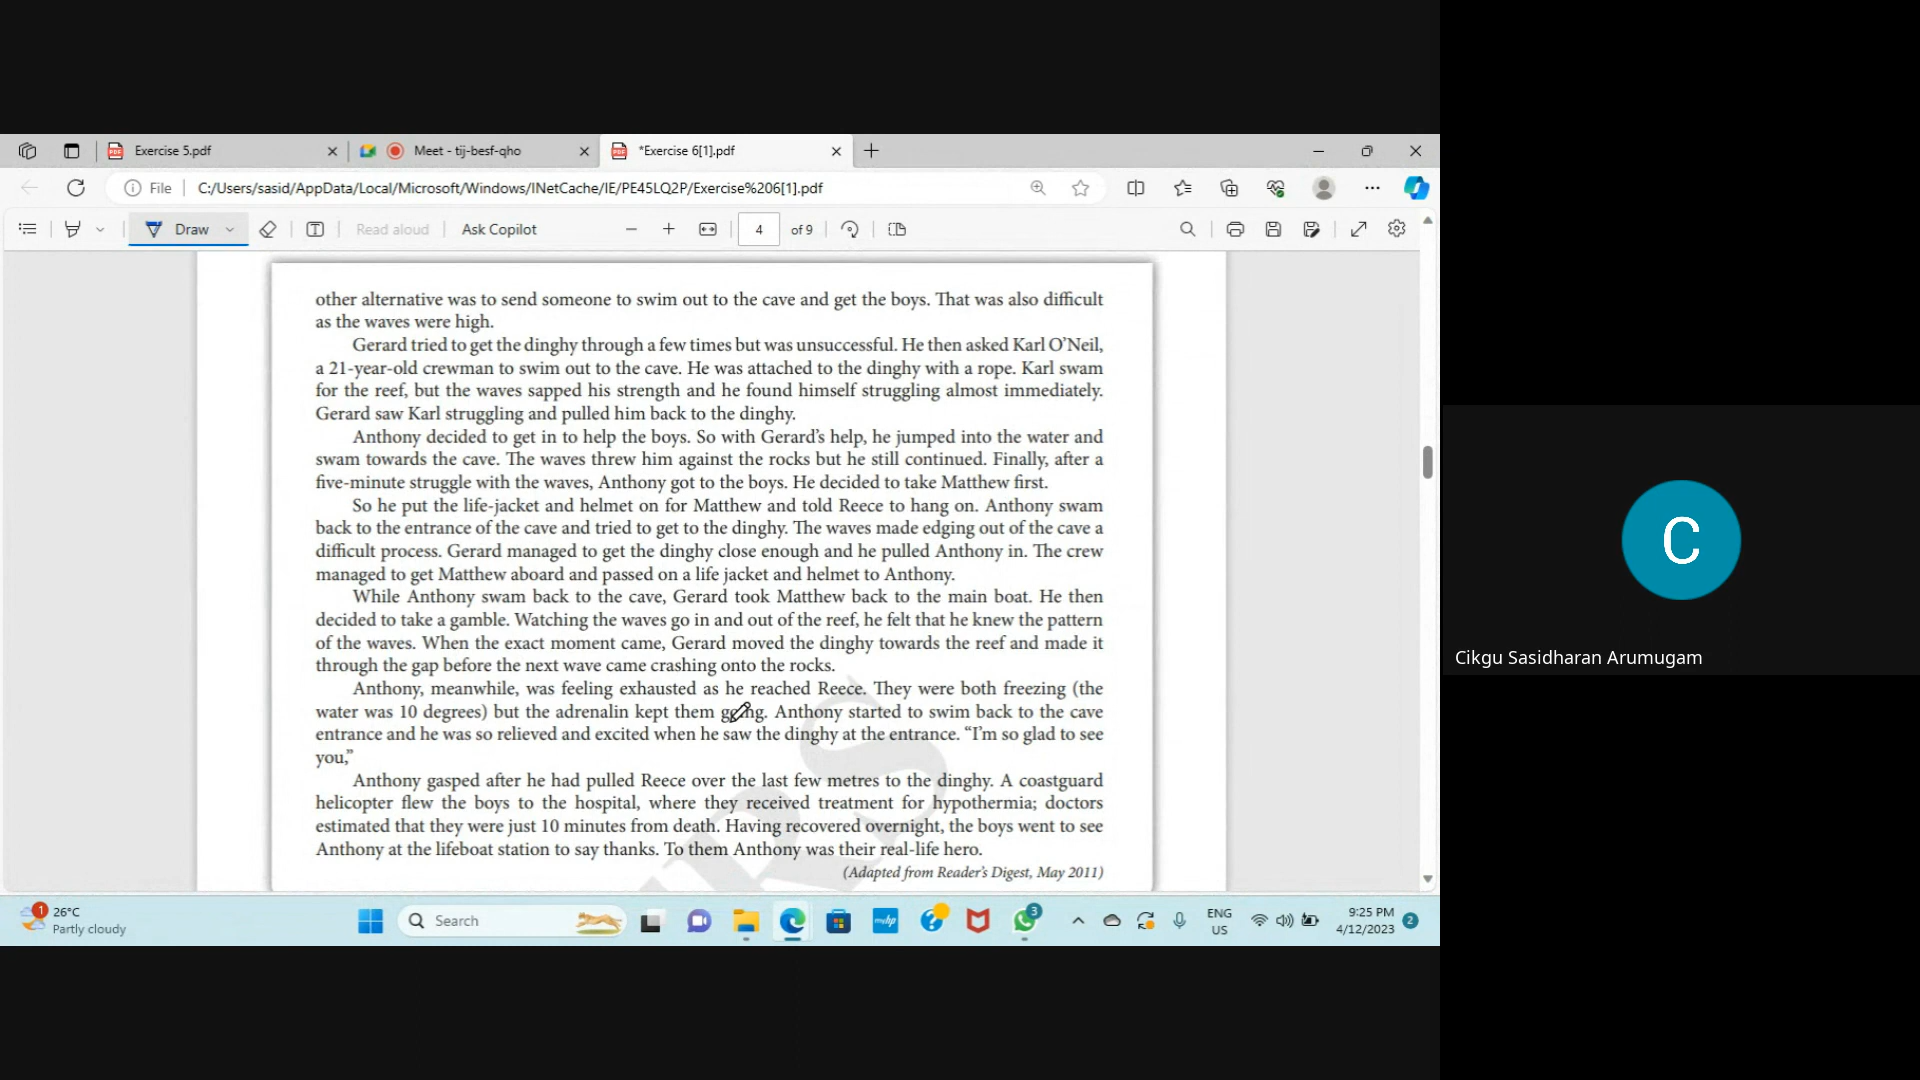 Exercise 5.pdf
Meet - tij-besf-qho
*Exercise 6[1].pdf
File
C:/Users/sasid/AppData/Local/Microsoft/Windows/INetCache/IE/PE45LQ2P/Exercise%206[1].pdf
Draw
Read aloud
Ask Copilot
4
of 9
other alternative was to send someone to swim out to the cave and get the boys. That was also difficult
as the waves were high.
Gerard tried to get the dinghy through a few times but was unsuccessful. He then asked Karl O’Neil,
a 21-year-old crewman to swim out to the cave. He was attached to the dinghy with a rope. Karl swam
for the reef, but the waves sapped his strength and he found himself struggling almost immediately.
Gerard saw Karl struggling and pulled him back to the dinghy.
Anthony decided to get in to help the boys. So with Gerard’s help, he jumped into the water and
swam towards the cave. The waves threw him against the rocks but he still continued. Finally, after a
five-minute struggle with the waves, Anthony got to the boys. He decided to take Matthew first.
So he put the life-jacket and helmet on for Matthew and told Reece to hang on. Anthony swam
back to the entrance of the cave and tried to get to the dinghy. The waves made edging out of the cave a
difficult process. Gerard managed to get the dinghy close enough and he pulled Anthony in. The crew
managed to get Matthew aboard and passed on a life jacket and helmet to Anthony.
While Anthony swam back to the cave, Gerard took Matthew back to the main boat. He then
decided to take a gamble. Watching the waves go in and out of the reef, he felt that he knew the pattern
of the waves. When the exact moment came, Gerard moved the dinghy towards the reef and made it
through the gap before the next wave came crashing onto the rocks.
Anthony, meanwhile, was feeling exhausted as he reached Reece. They were both freezing (the
water was 10 degrees) but the adrenalin kept them going. Anthony started to swim back to the cave
entrance and he was so relieved and excited when he saw the dinghy at the entrance. “I’m so glad to see
you,”
Anthony gasped after he had pulled Reece over the last few metres to the dinghy. A coastguard
helicopter flew the boys to the hospital, where they received treatment for hypothermia; doctors
estimated that they were just 10 minutes from death. Having recovered overnight, the boys went to see
Anthony at the lifeboat station to say thanks. To them Anthony was their real-life hero.
(Adapted from Reader’s Digest, May 2011)
C
Cikgu Sasidharan Arumugam
1
26°C
Partly cloudy
Search
myhp
3
ENG
US
9:25 PM
4/12/2023
2